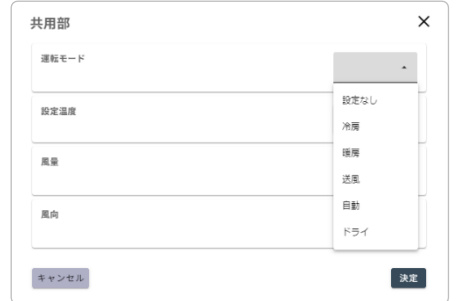 共用部
運転モード
設定なし
設定温度
冷房
暖房
風量
送風
自動
風向
ドライ
キャンセル
決定